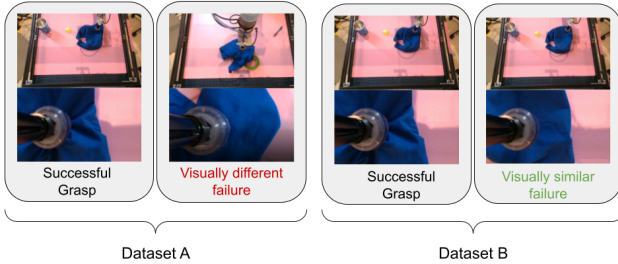 Successful
Grasp
Visually different
failure
Successful
Grasp
Visually similar
failure
Dataset A
Dataset B